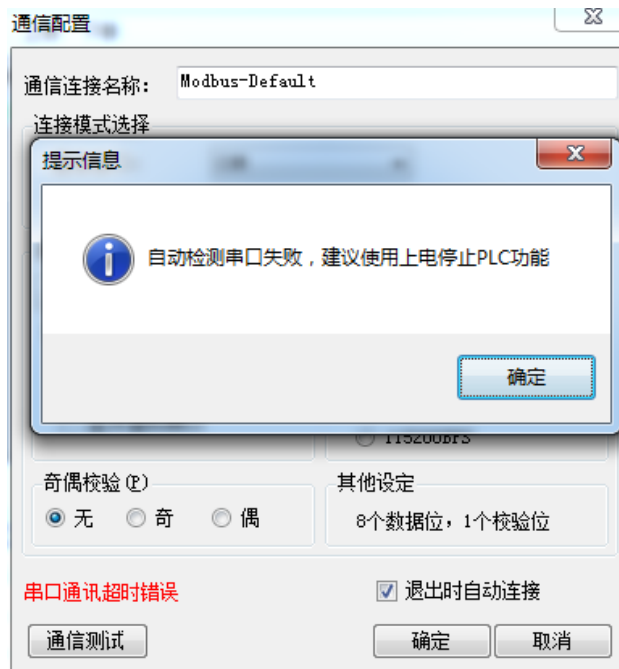 通信配置
通信连接名称： Modbus-Default
连接模式选择
提示信息
自动检测串口失败，建议使用上电停止PLC功能
确定
115200BPS
奇偶校验(P)
无 奇 偶
其他设定
8个数据位，1个校验位
串口通讯超时错误
退出时自动连接
通信测试 确定 取消